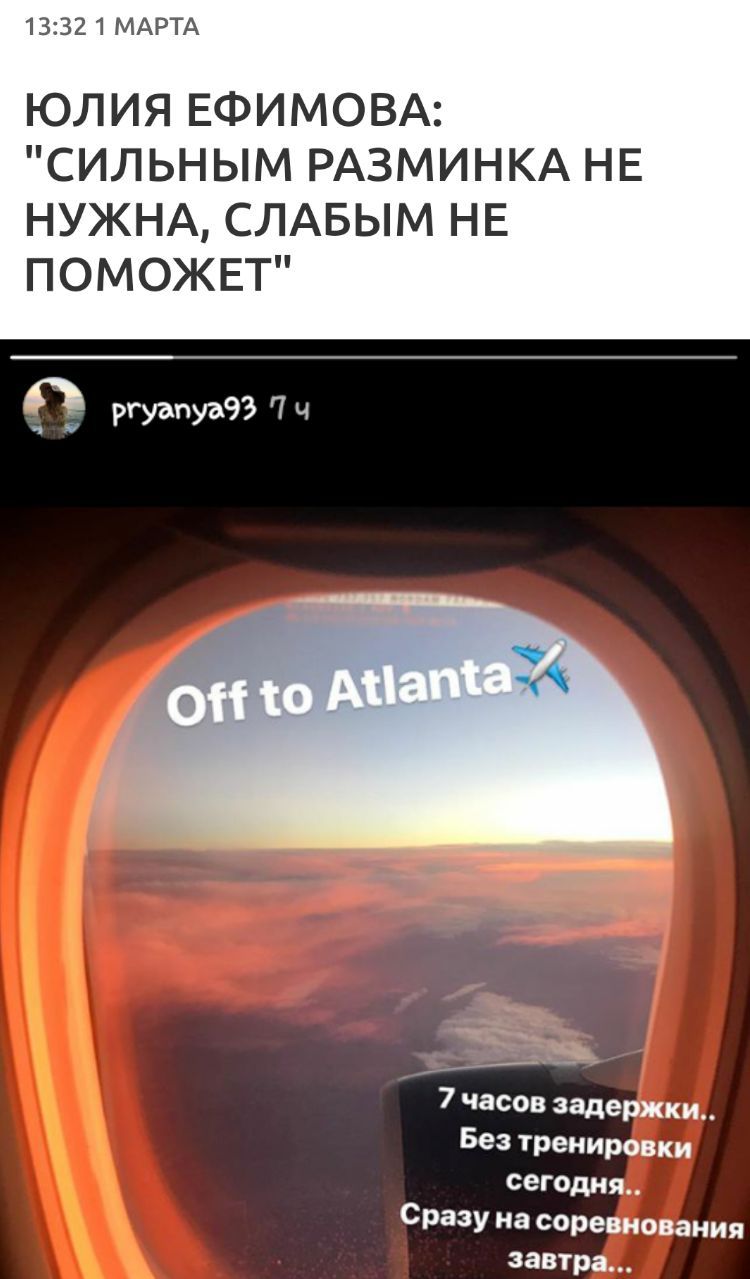 13:32 1 МАРТА
ЮЛИЯ ЕФИМОВА:
"СИЛЬНЫМ РАЗМИНКА НЕ
НУЖНА, СЛАБЫМ НЕ
ПОМОЖЕТ"
pryanya93 7 ч
Off to Atlanta
7 часов задержки..
Без тренировки
сегодня..
Сразу на соревнования
завтра...